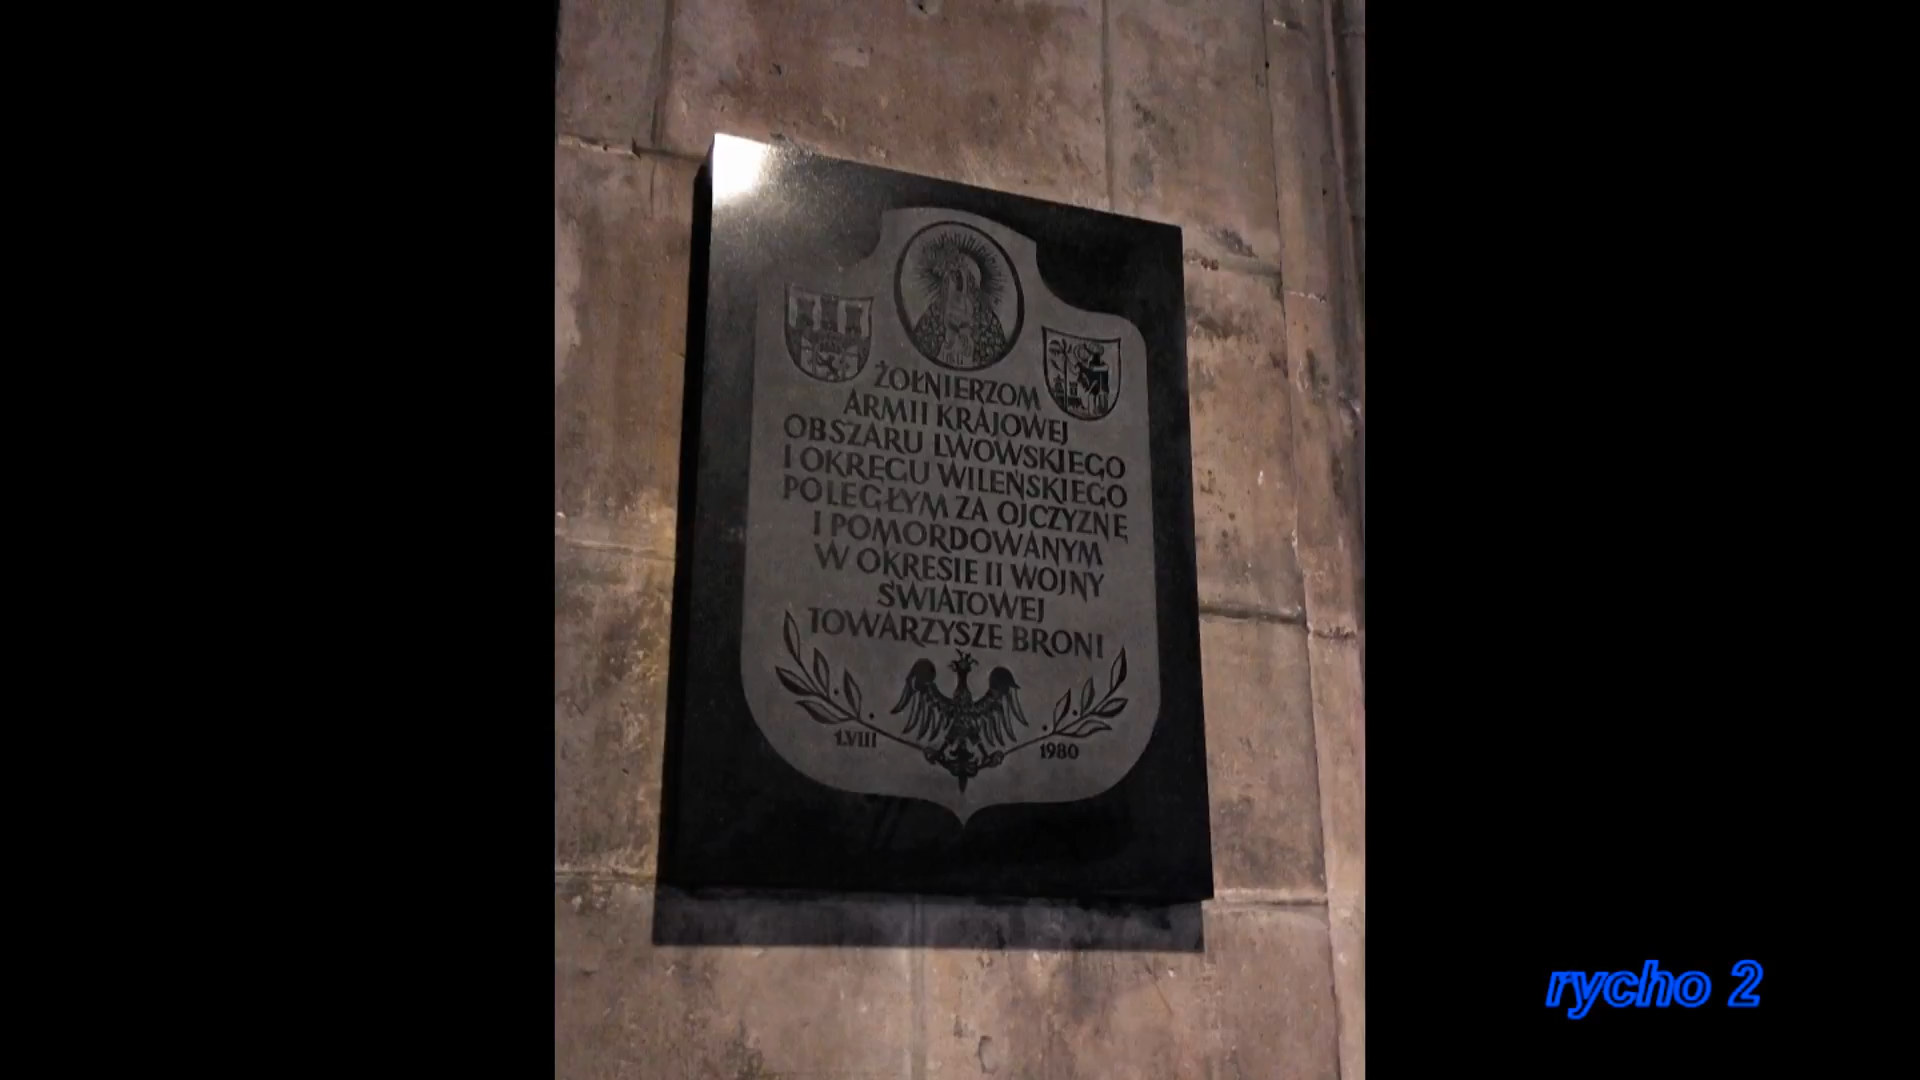 ŻOŁNIERZOM
ARMII KRAJOWEJ
OBSZARU LWOWSKIEGO
I OKRĘGU WILEŃSKIEGO
POLEGŁYM ZA OJCZYZNĘ
I POMORDOWANYM
W OKRESIE II WOJNY
ŚWIATOWEJ
TOWARZYSZE BRONI
1.VIII 1980
rycho 2